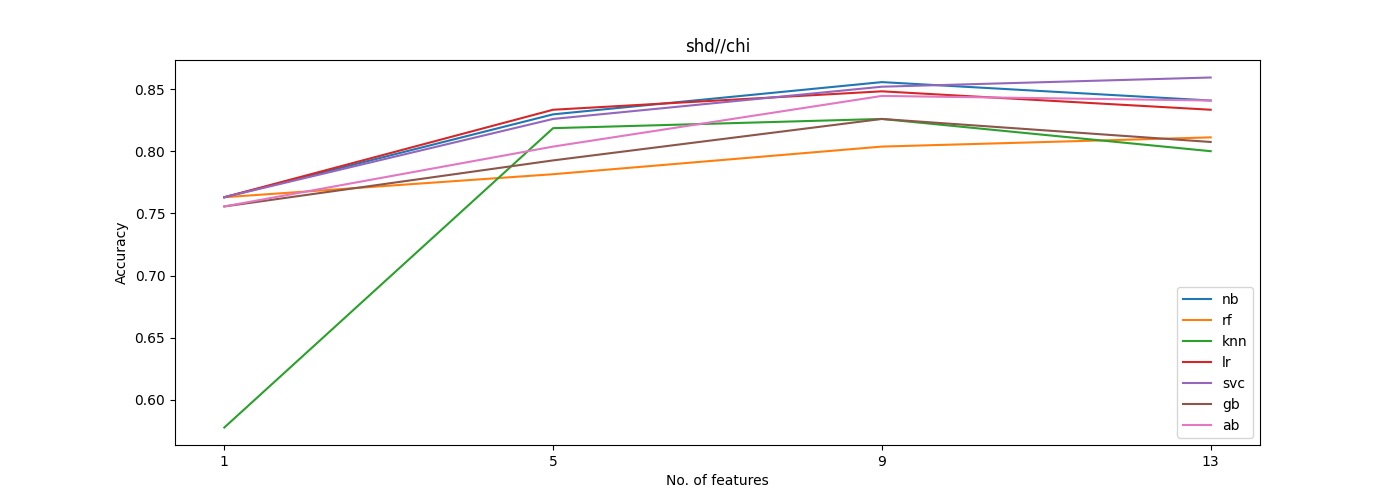 shd//chi
0.85
0.80
0.75
0.70
0.65
0.60
Accuracy
1 5 9 13
No. of features
nb
rf
knn
lr
svc
gb
ab